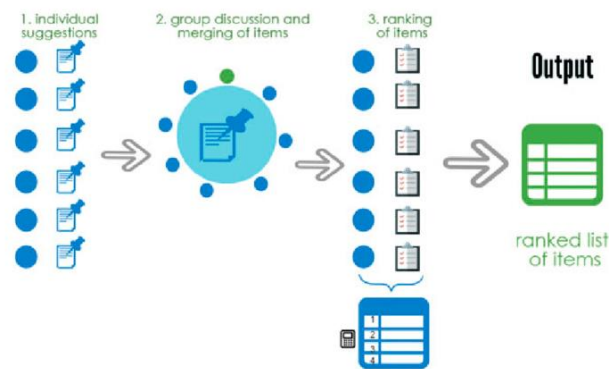 1. individual
suggestions
2. group discussion and
merging of items
3. ranking
of items
Output
ranked list
of items
1
2
3
4